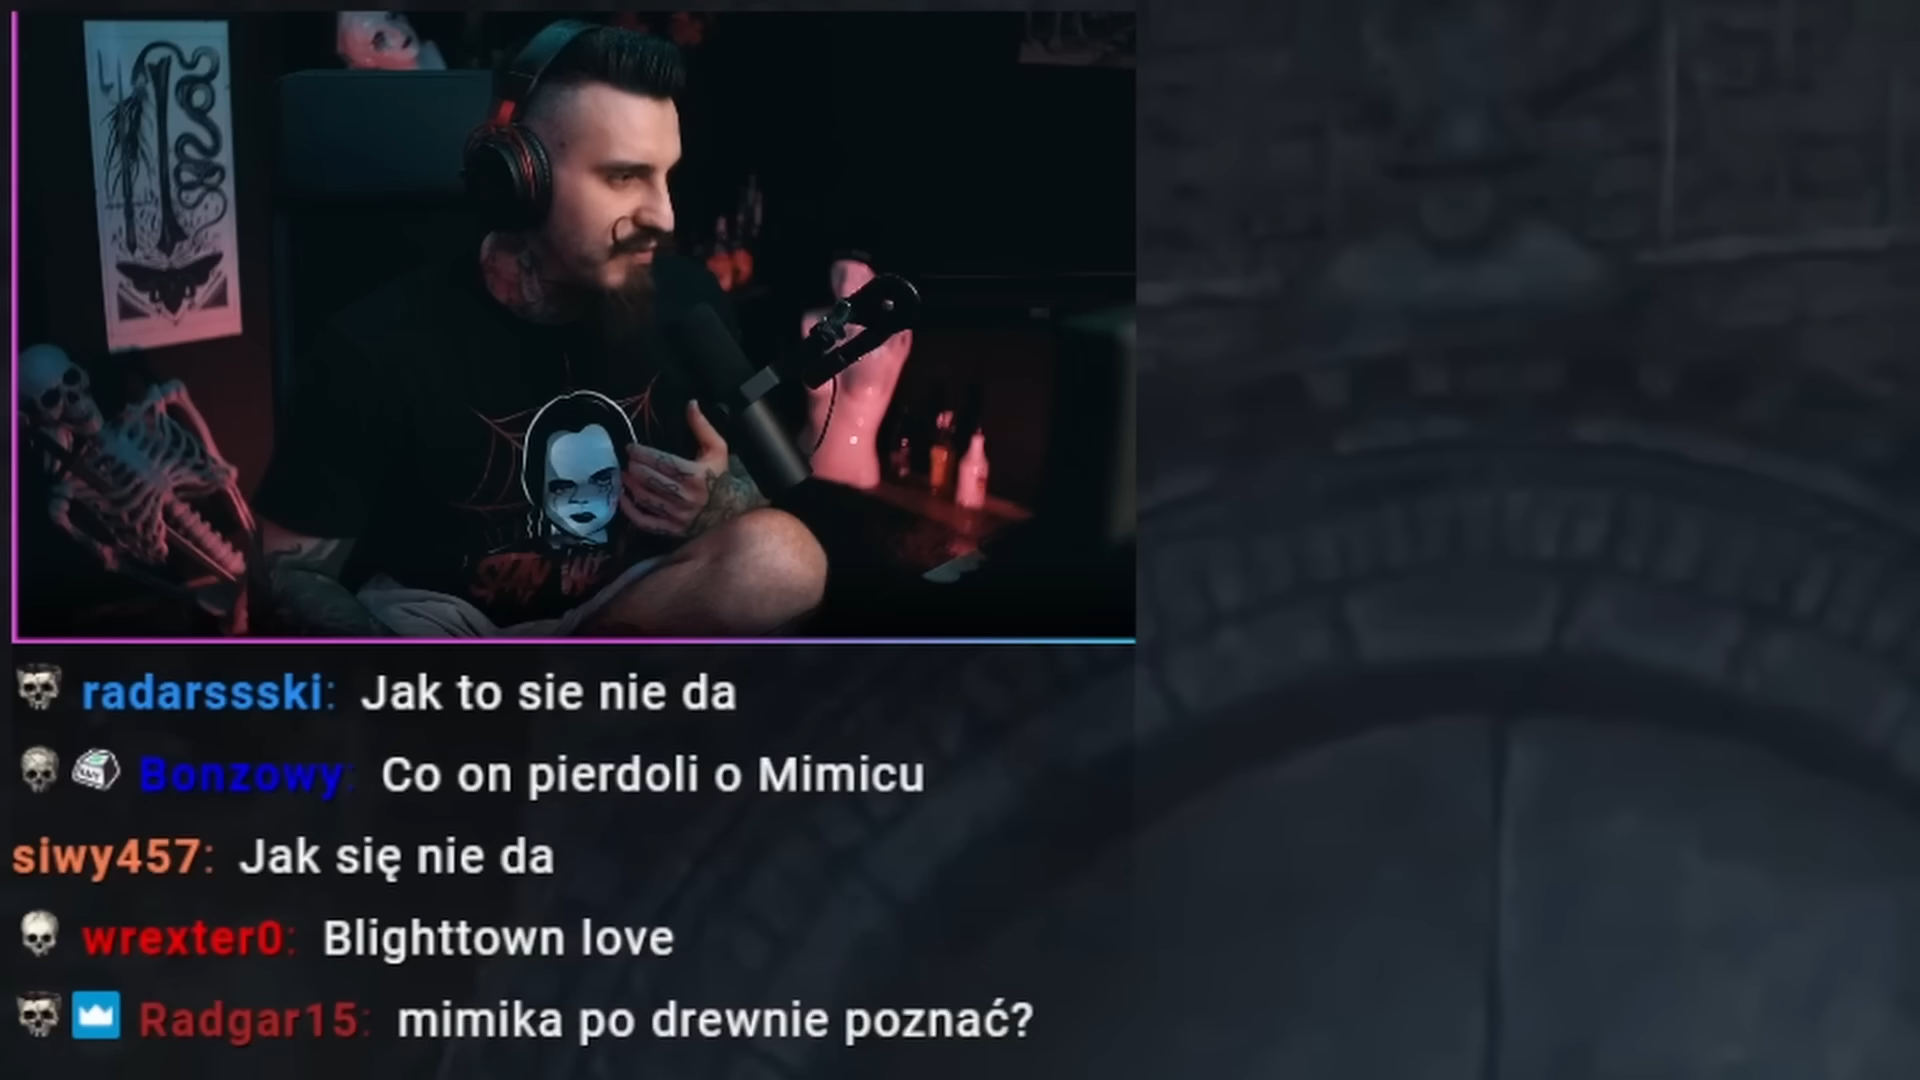 radarssski: Jak to sie nie da
Bonzowy: Co on pierdoli o Mimicu
siwy457: Jak się nie da
wrexter0: Blighttown love
Radgar15: mimika po drewnie poznać?